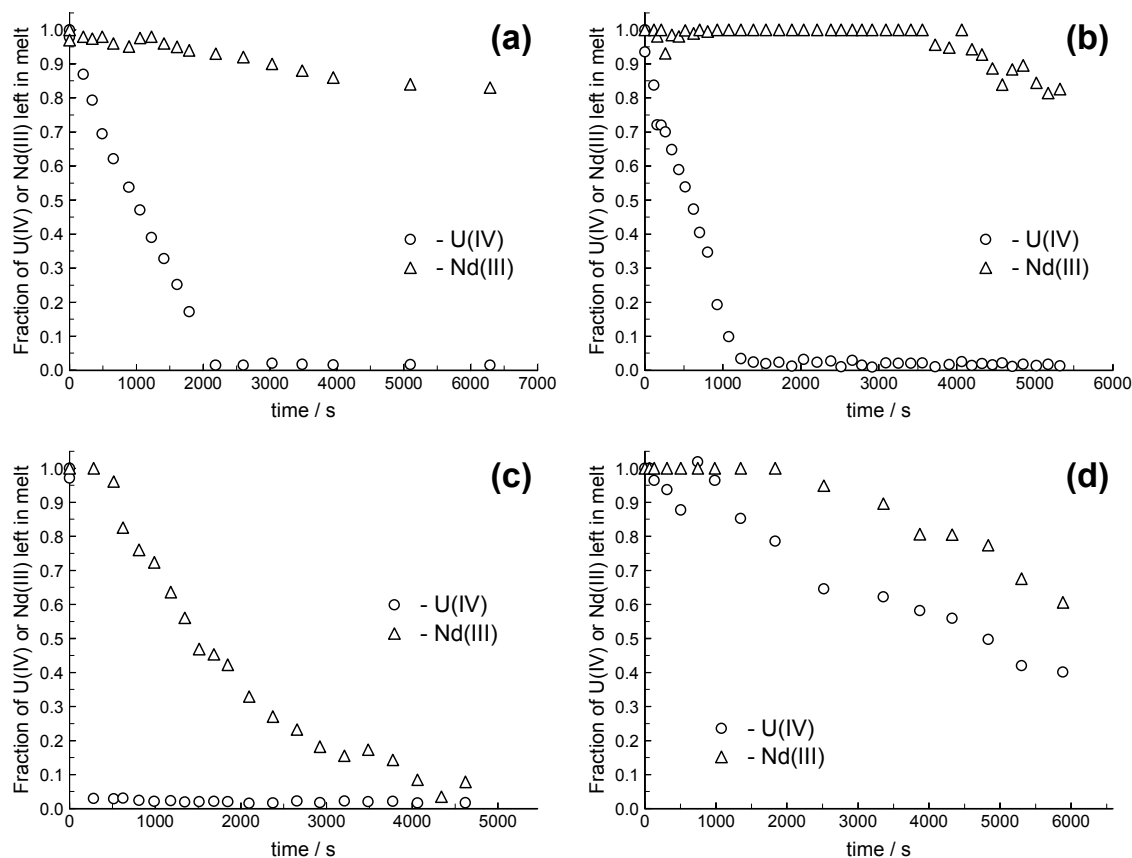 Fraction of U(IV) or Nd(III) left in melt
1.0
0.9
0.8
0.7
0.6
0.5
0.4
0.3
0.2
0.1
0.0
(a)
- U(IV)
- Nd(III)
0 1000 2000 3000 4000 5000 6000 7000
time / s
Fraction of U(IV) or Nd(III) left in melt
1.0
0.9
0.8
0.7
0.6
0.5
0.4
0.3
0.2
0.1
0.0
(b)
- U(IV)
- Nd(III)
0 1000 2000 3000 4000 5000 6000
time / s
Fraction of U(IV) or Nd(III) left in melt
1.0
0.9
0.8
0.7
0.6
0.5
0.4
0.3
0.2
0.1
0.0
(c)
- U(IV)
- Nd(III)
0 1000 2000 3000 4000 5000
time / s
Fraction of U(IV) or Nd(III) left in melt
1.0
0.9
0.8
0.7
0.6
0.5
0.4
0.3
0.2
0.1
0.0
(d)
- U(IV)
- Nd(III)
0 1000 2000 3000 4000 5000 6000
time / s